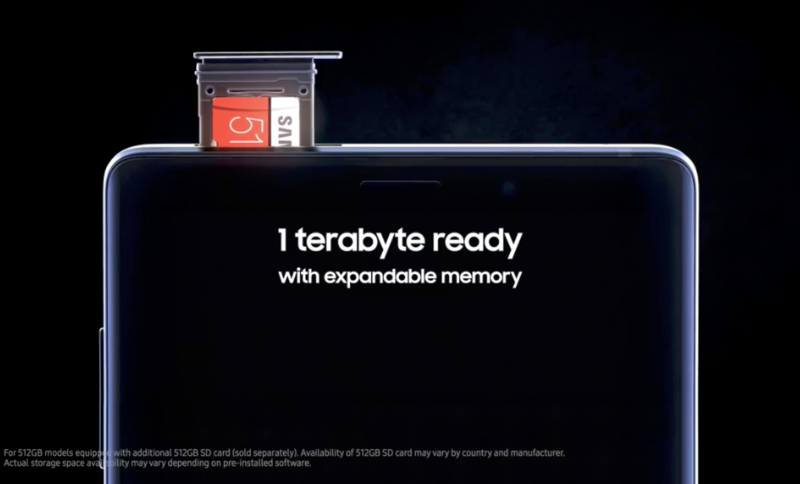 51
SAM
1 terabyte ready
with expandable memory
For 512GB models equipped with additional 512GB SD card (sold separately). Availability of 512GB SD card may vary by country and manufacturer.
Actual storage space availability may vary depending on pre-installed software.